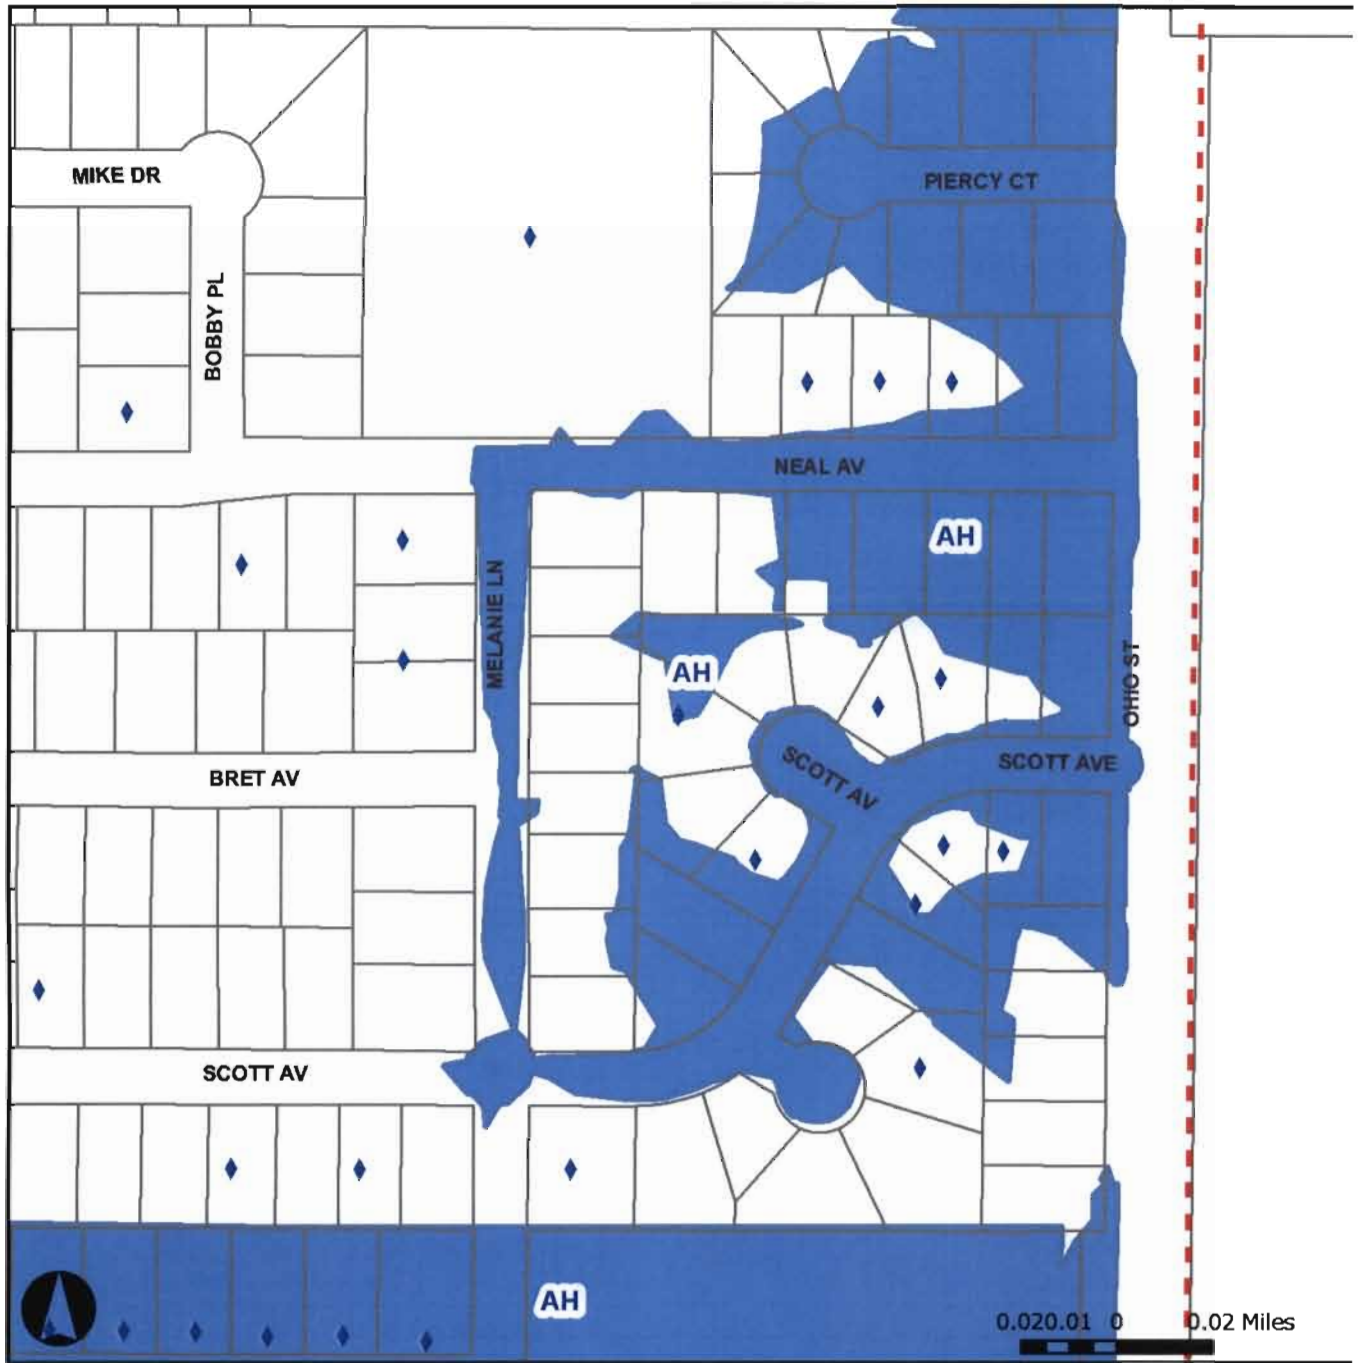 MIKE DR
PIERCY CT
BOBBY PL
NEAL AV
AH
MELANIE LN
AH
OHIO ST
SCOTT AV
SCOTT AVE
BRET AV
SCOTT AV
AH
0.020.01 0 0.02 Miles